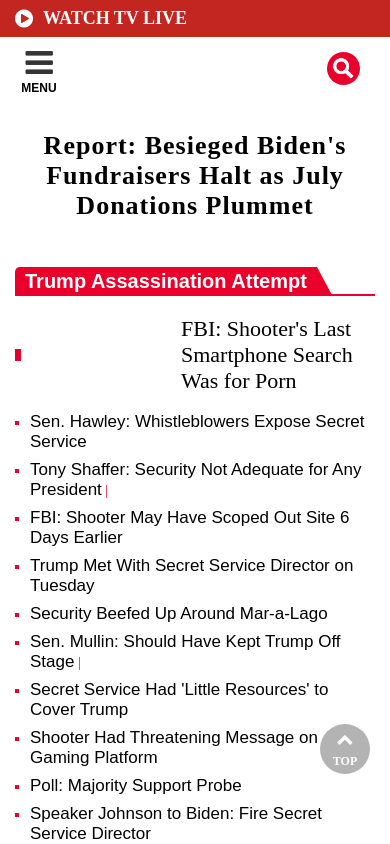 WATCH TV LIVE
MENU
Report: Besieged Biden's
Fundraisers Halt as July
Donations Plummet
Trump Assassination Attempt
FBI: Shooter's Last
Smartphone Search
Was for Porn
Sen. Hawley: Whistleblowers Expose Secret
Service
Tony Shaffer: Security Not Adequate for Any
President |
FBI: Shooter May Have Scoped Out Site 6
Days Earlier
Trump Met With Secret Service Director on
Tuesday
Security Beefed Up Around Mar-a-Lago
Sen. Mullin: Should Have Kept Trump Off
Stage |
Secret Service Had 'Little Resources' to
Cover Trump
Shooter Had Threatening Message on
Gaming Platform
TOP
Poll: Majority Support Probe
Speaker Johnson to Biden: Fire Secret
Service Director